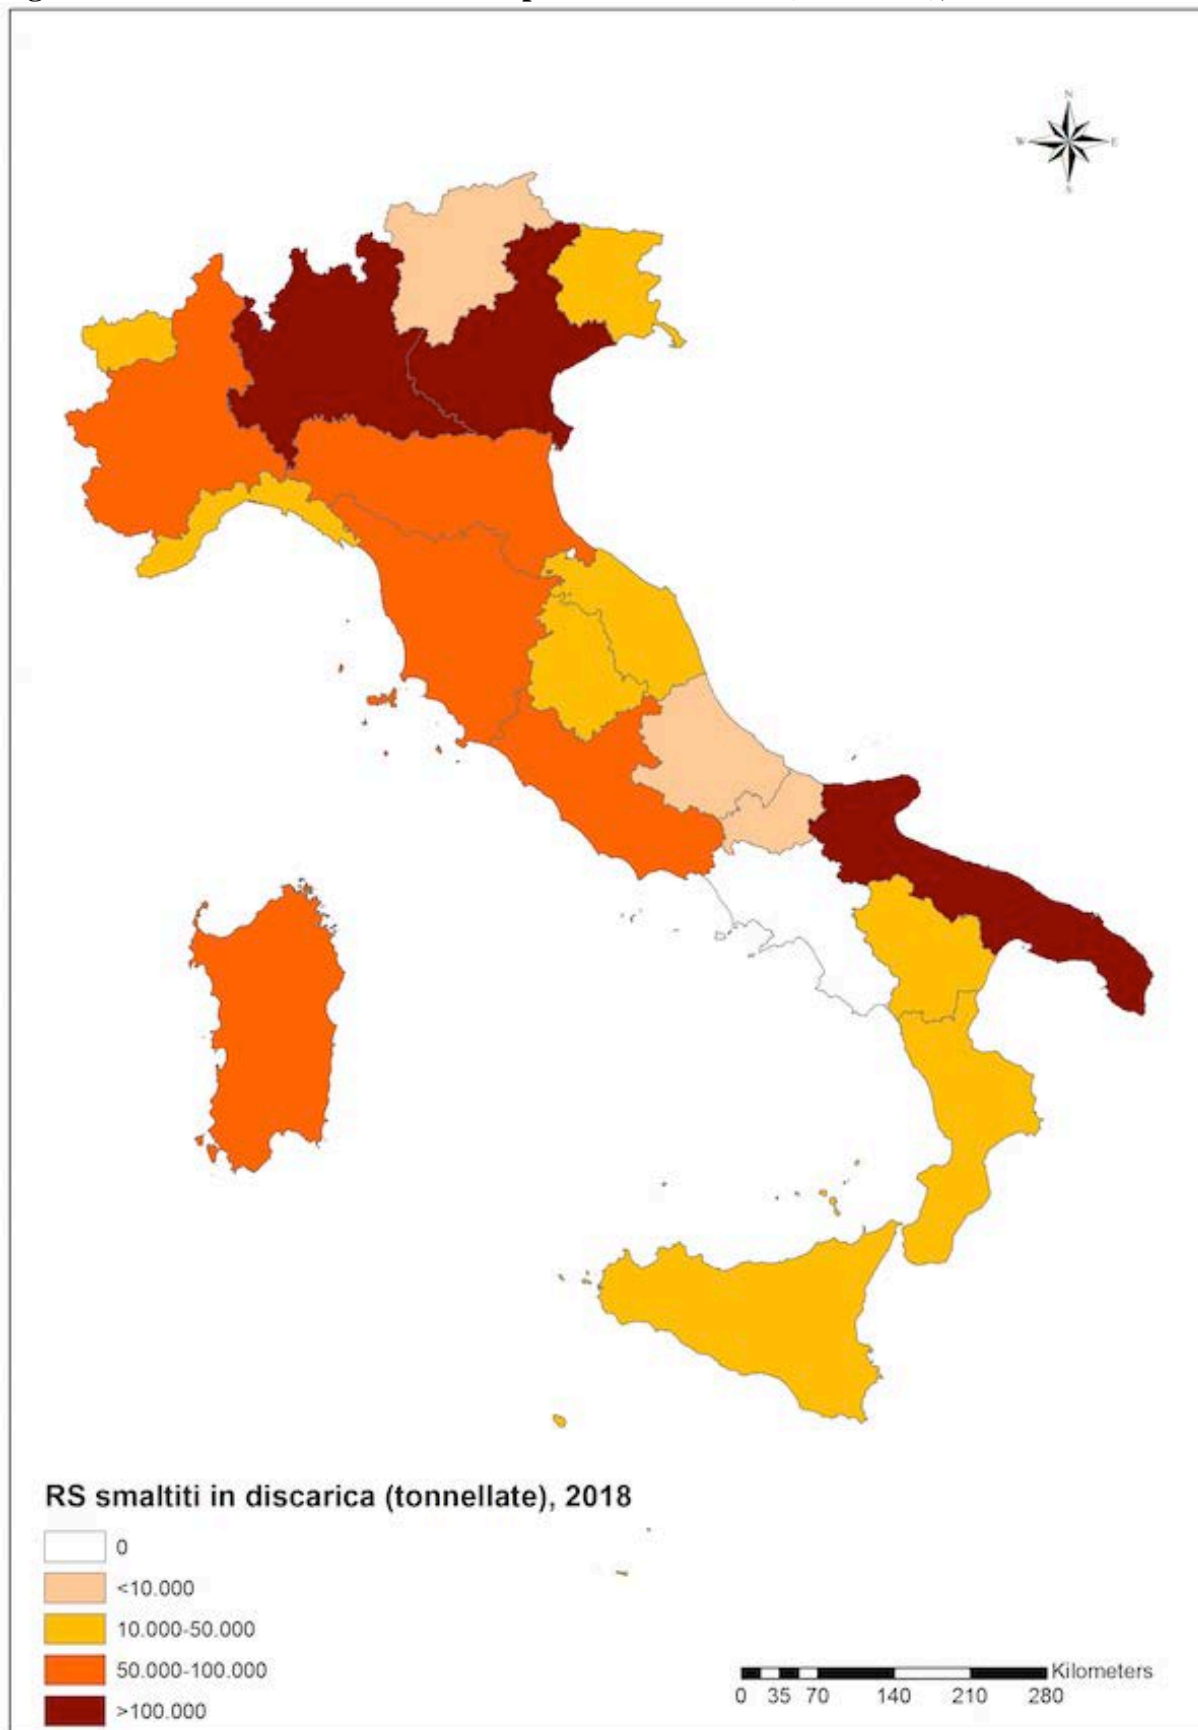 N
W E
S
RS smaltiti in discarica (tonnellate), 2018
0
<10.000
10.000-50.000
50.000-100.000
>100.000
Kilometers
0 35 70 140 210 280